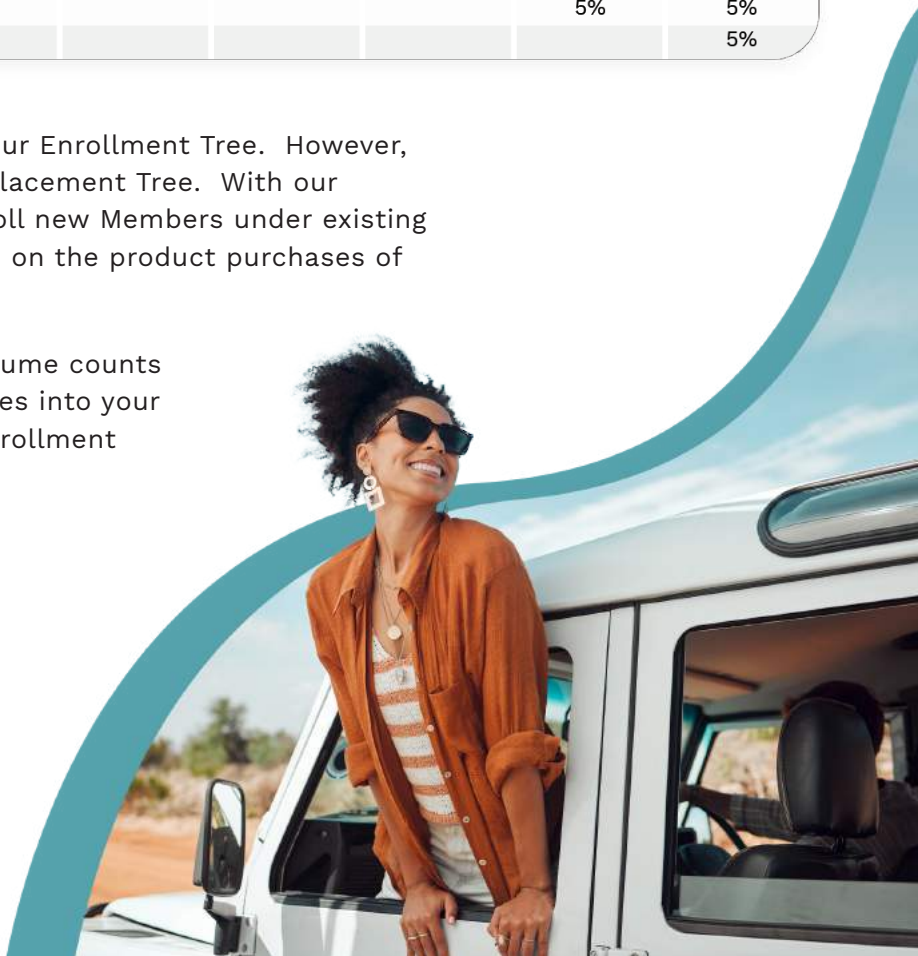 5% 5%
5%
ur Enrollment Tree.  However,
lacement Tree.  With our
oll new Members under existing
on the product purchases of
ume counts
es into your
rollment